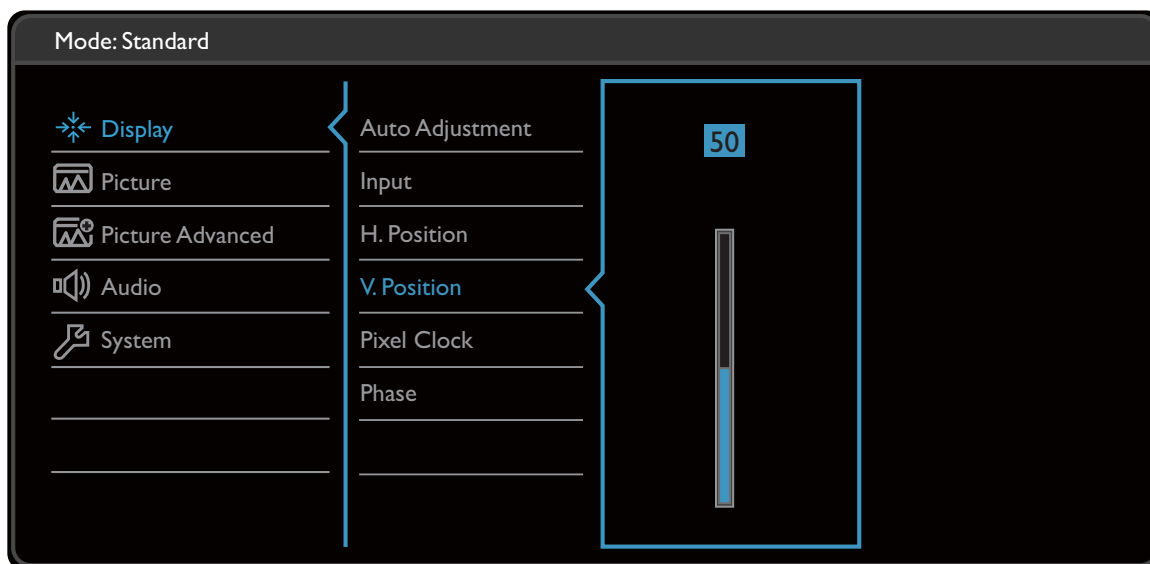 Mode: Standard
Display
Picture
Picture Advanced
Audio
System
Auto Adjustment
Input
H. Position
V. Position
Pixel Clock
Phase
50